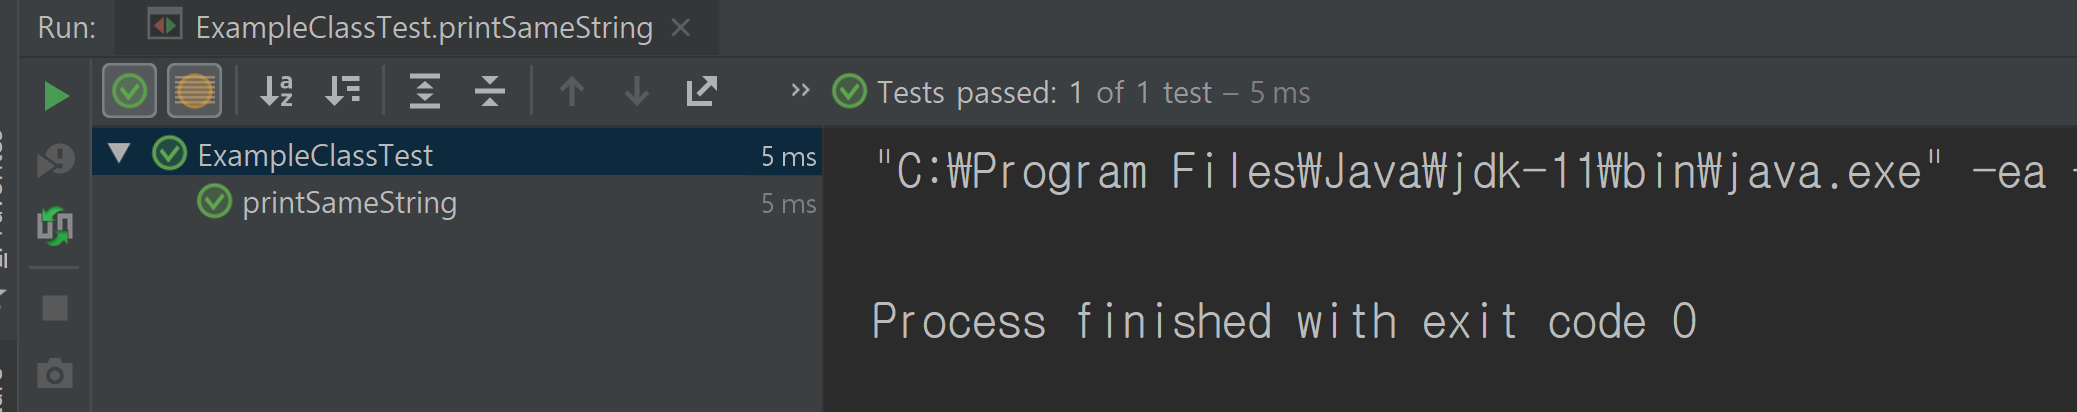 Run: ExampleClassTest.printSameString
Tests passed: 1 of 1 test – 5 ms
ExampleClassTest 5 ms
printSameString 5 ms
"C:₩Program Files₩Java₩jdk-11₩bin₩java.exe" -ea -
Process finished with exit code 0